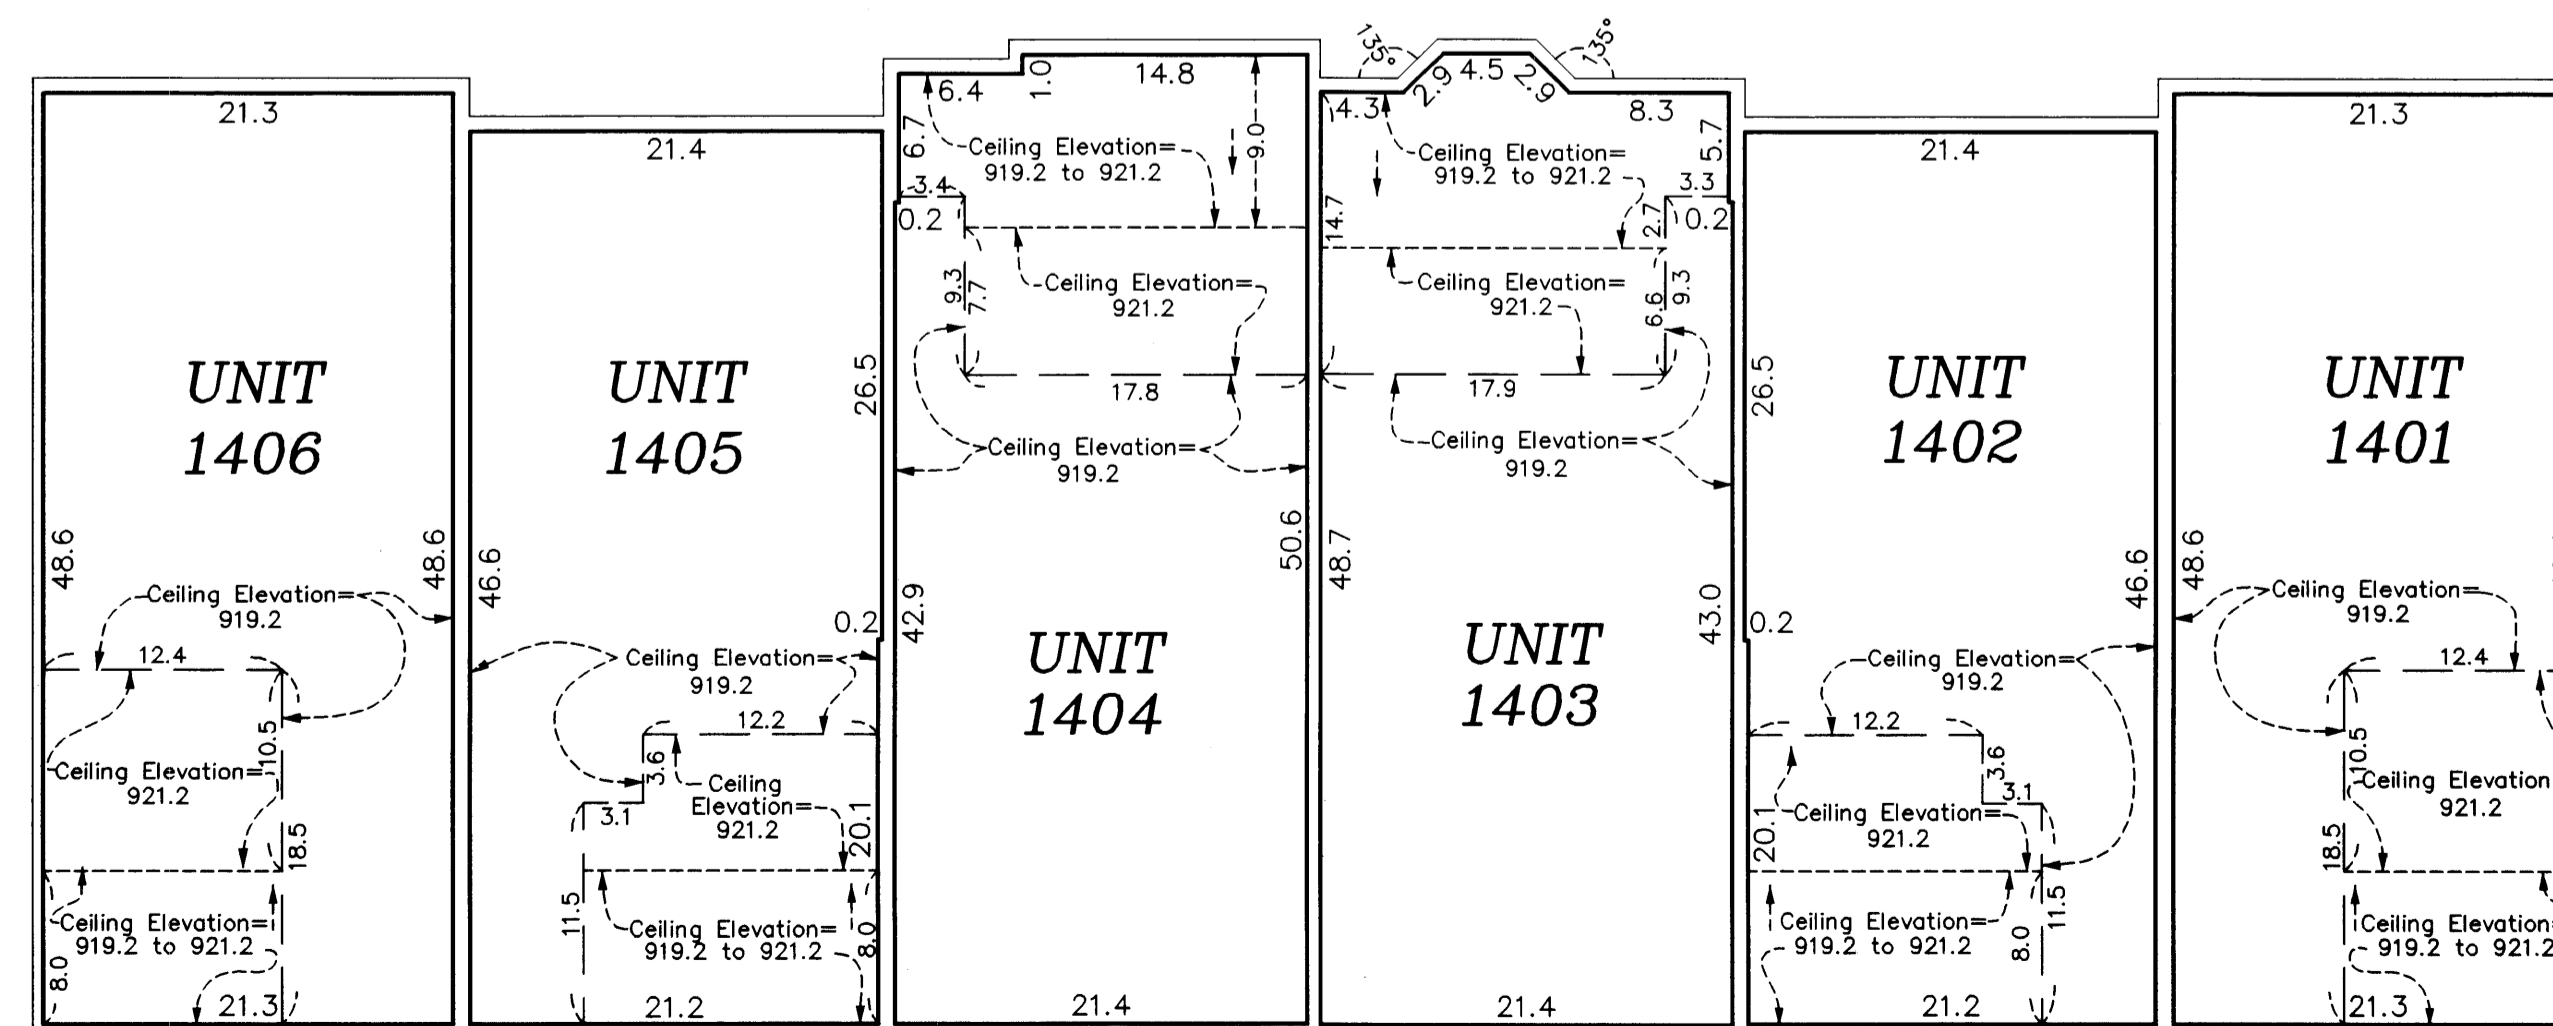 21.3
UNIT
1406
48.6
48.6
Ceiling Elevation=
919.2
12.4
10.5
Ceiling Elevation=
921.2
18.5
Ceiling Elevation=
919.2 to 921.2
8.0
21.3
21.4
26.5
UNIT
1405
46.6
0.2
Ceiling Elevation=
919.2
12.2
3.6
Ceiling
Elevation=
921.2
3.1
20.1
11.5
Ceiling Elevation=
919.2 to 921.2
8.0
21.2
6.4
1.0
14.8
6.7
Ceiling Elevation=
919.2 to 921.2
9.0
3.4
0.2
9.3
7.7
Ceiling Elevation=
921.2
17.8
Ceiling Elevation=
919.2
50.6
42.9
UNIT
1404
21.4
135°
135°
4.3
2.9
4.5
2.9
8.3
5.7
Ceiling Elevation=
919.2 to 921.2
3.3
14.7
2.7
0.2
Ceiling Elevation=
921.2
6.6
9.3
17.9
Ceiling Elevation=
919.2
48.7
43.0
UNIT
1403
21.4
21.4
26.5
UNIT
1402
46.6
0.2
Ceiling Elevation=
919.2
12.2
3.6
3.1
20.1
Ceiling Elevation=
921.2
11.5
Ceiling Elevation=
919.2 to 921.2
8.0
21.2
21.3
UNIT
1401
48.6
Ceiling Elevation=
919.2
12.4
10.5
Ceiling Elevation
921.2
18.5
Ceiling Elevation=
919.2 to 921.2
21.3